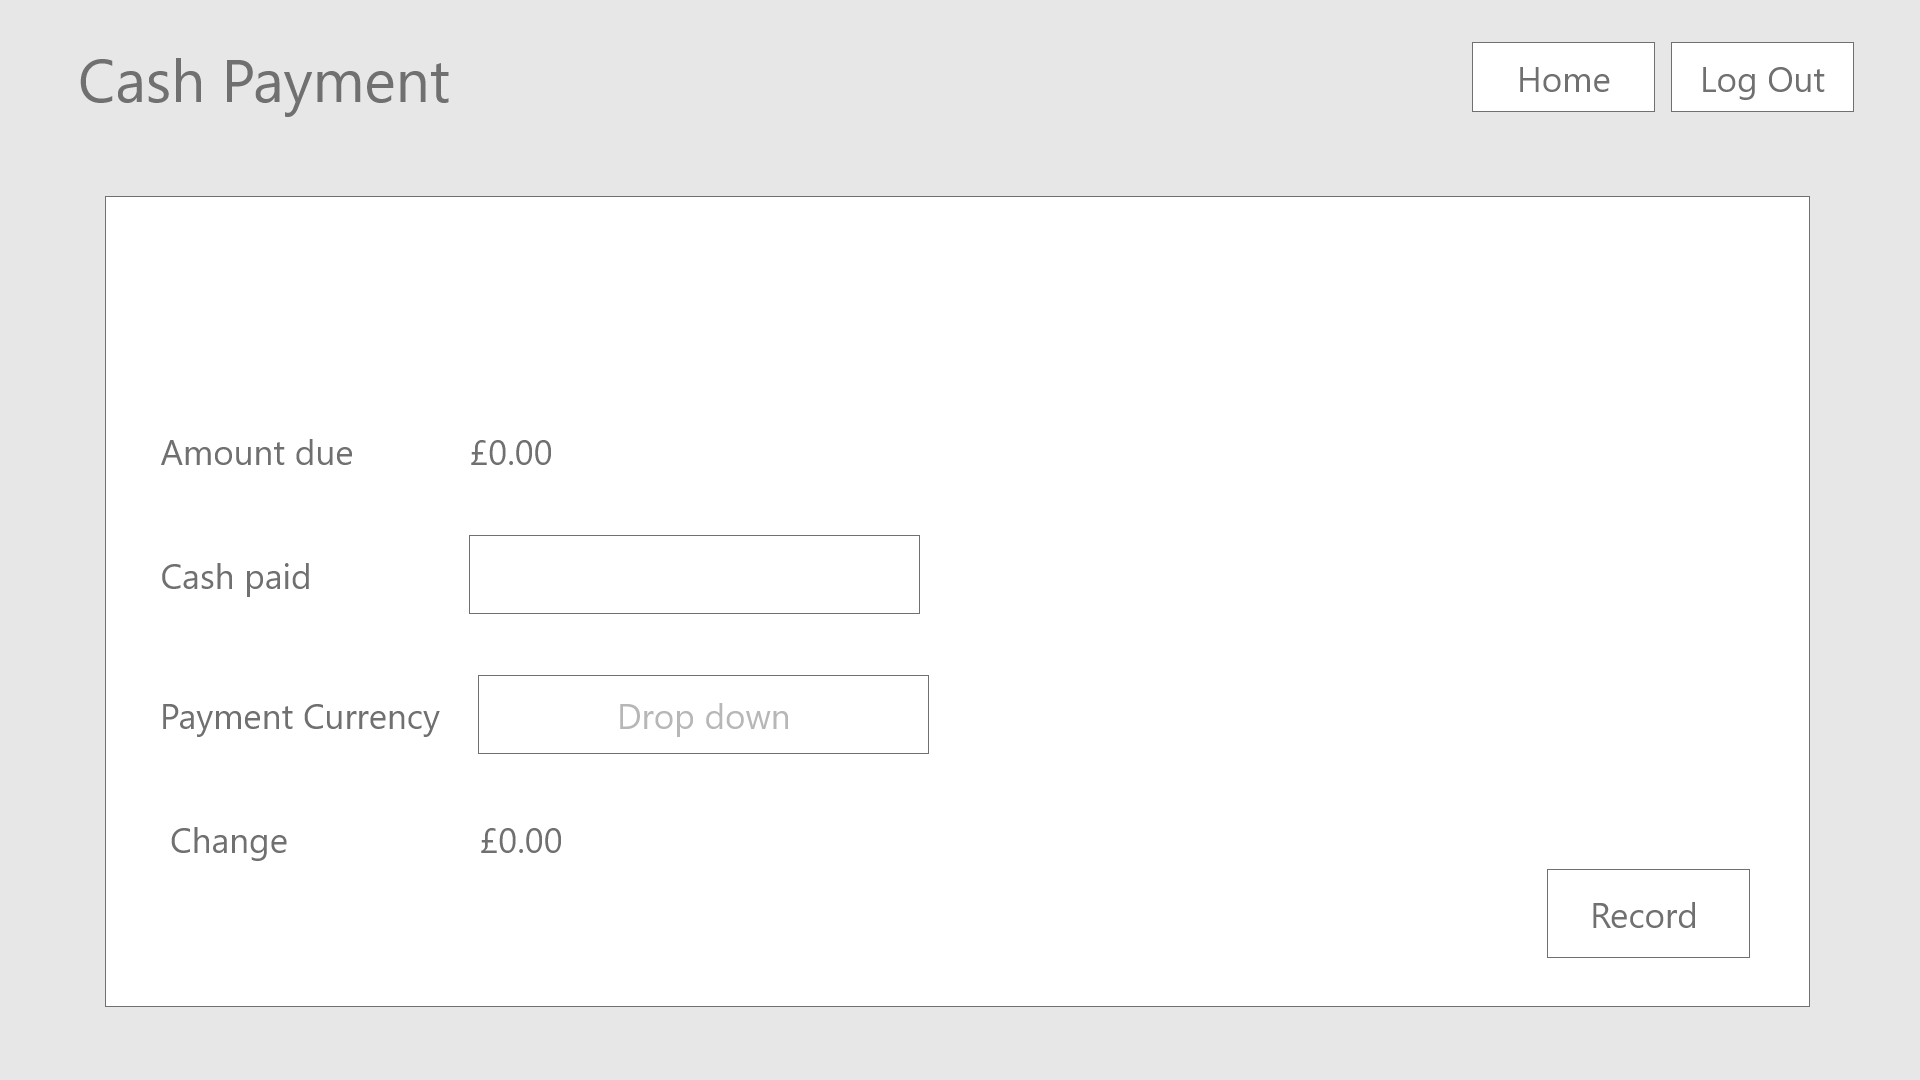 Cash Payment
Home
Log Out
Amount due
£0.00
Cash paid
Payment Currency
Drop down
Change
£0.00
Record